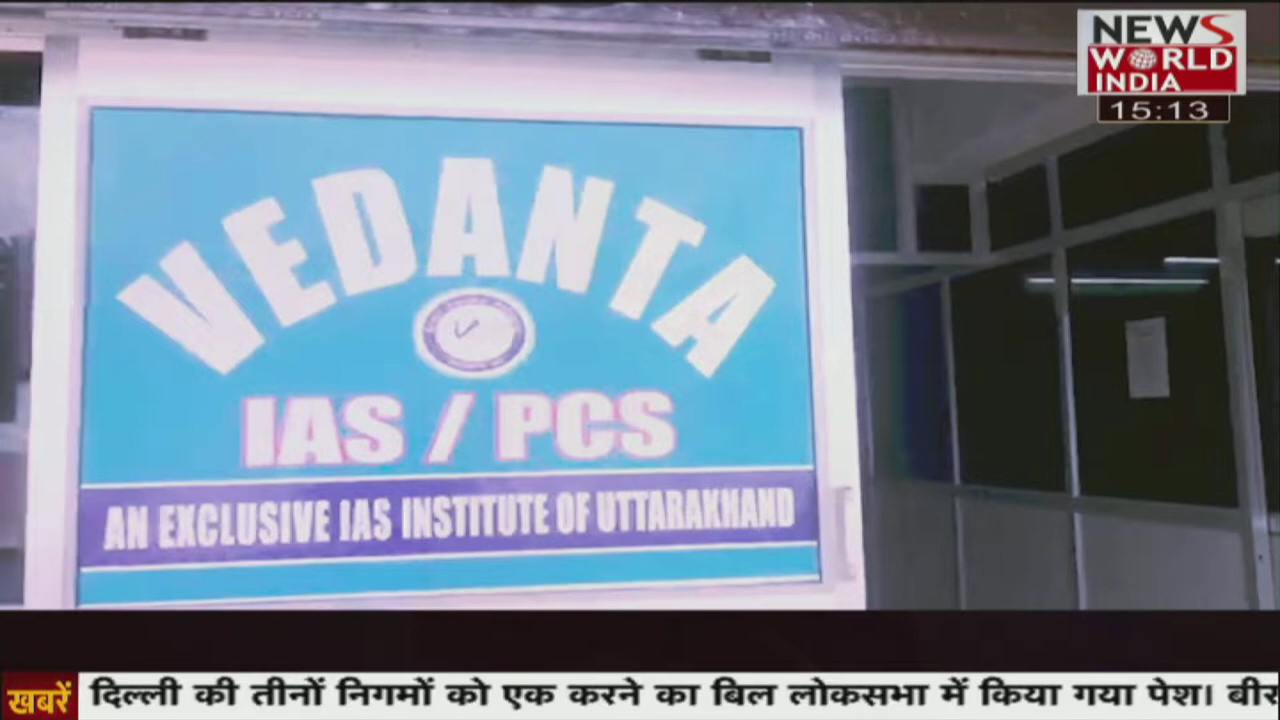 NEWS
WORLD
INDIA
15:13
VEDANTA
IAS / PCS
AN EXCLUSIVE IAS INSTITUTE OF UTTARAKHAND
खबरें
दिल्ली की तीनों निगमों को एक करने का बिल लोकसभा में किया गया पेश।